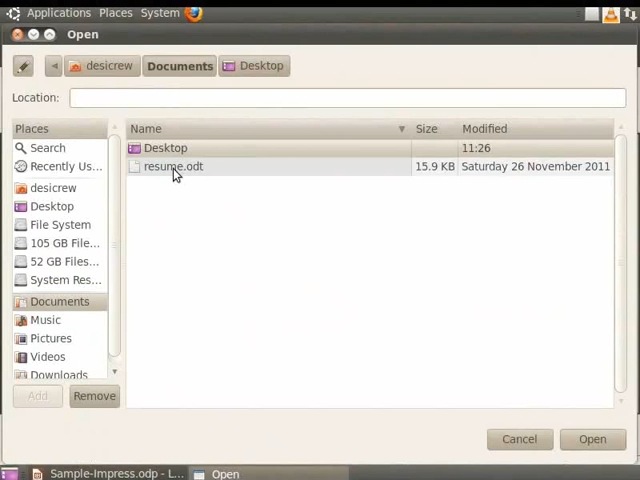 Applications Places System
Open
desicrew Documents Desktop
Location:
Places Name Size Modified
Search Desktop 11:26
Recently Us... resume.odt 15.9 KB Saturday 26 November 2011
desicrew
Desktop
File System
105 GB File...
52 GB Files...
System Res...
Documents
Music
Pictures
Videos
Downloads
Add Remove
Cancel Open
Sample-Impress.odp - L... Open